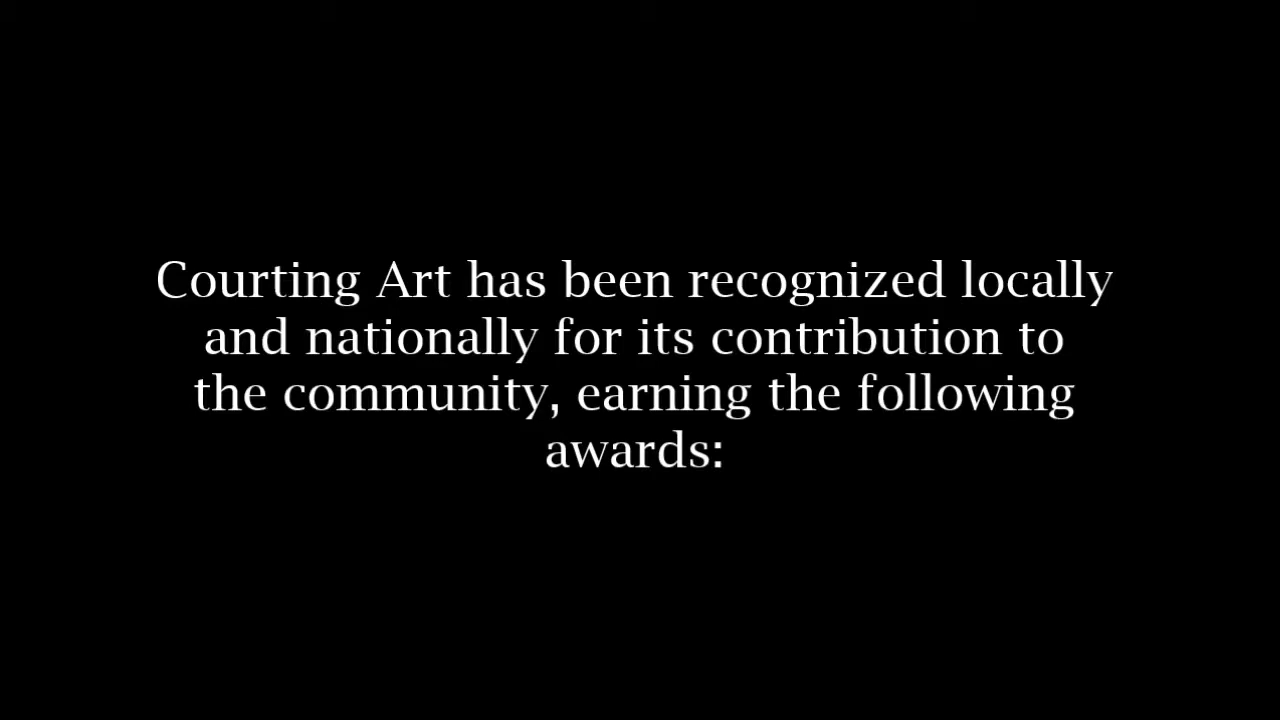 Courting Art has been recognized locally
and nationally for its contribution to
the community, earning the following
awards: